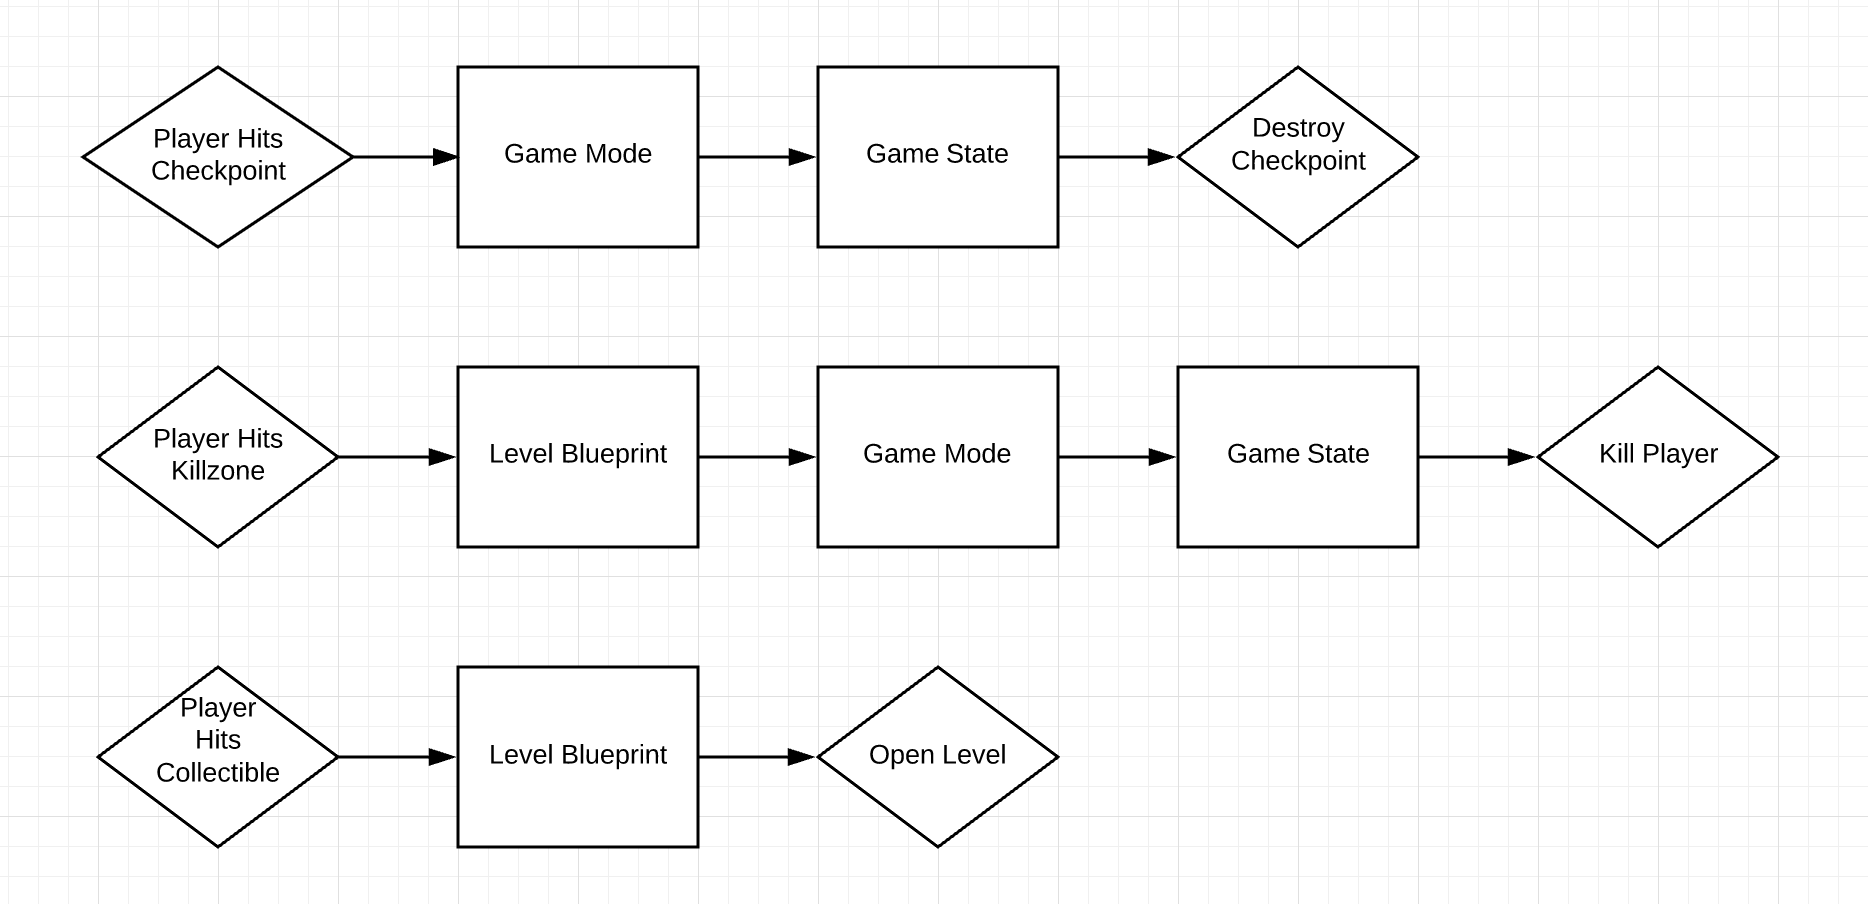 Player Hits
Checkpoint
Game Mode
Game State
Destroy
Checkpoint
Player Hits
Killzone
Level Blueprint
Game Mode
Game State
Kill Player
Player
Hits
Collectible
Level Blueprint
Open Level